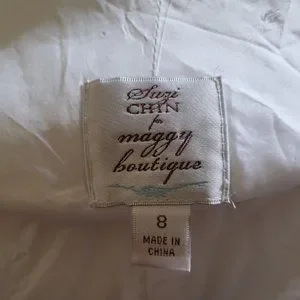 Suzi
CHIN
for
maggy
boutique
8
MADE IN
CHINA